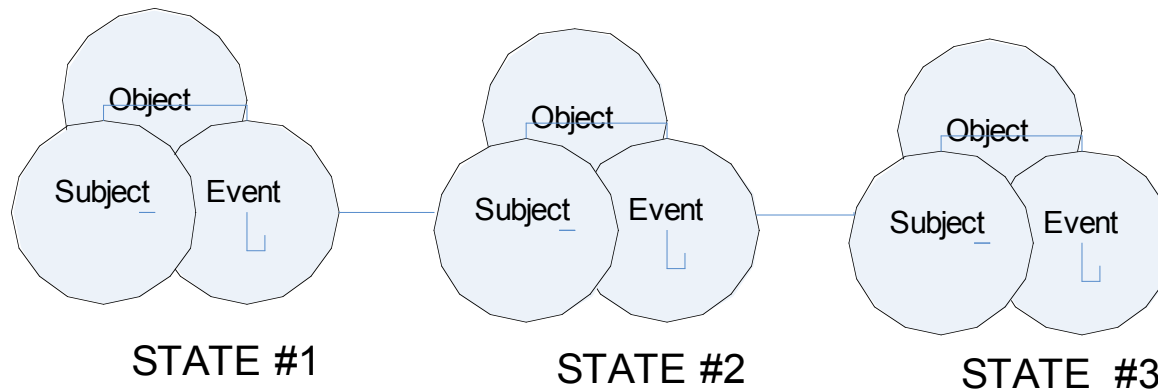 Object
Subject Event
STATE #1
Object
Subject Event
STATE #2
Object
Subject Event
STATE #3